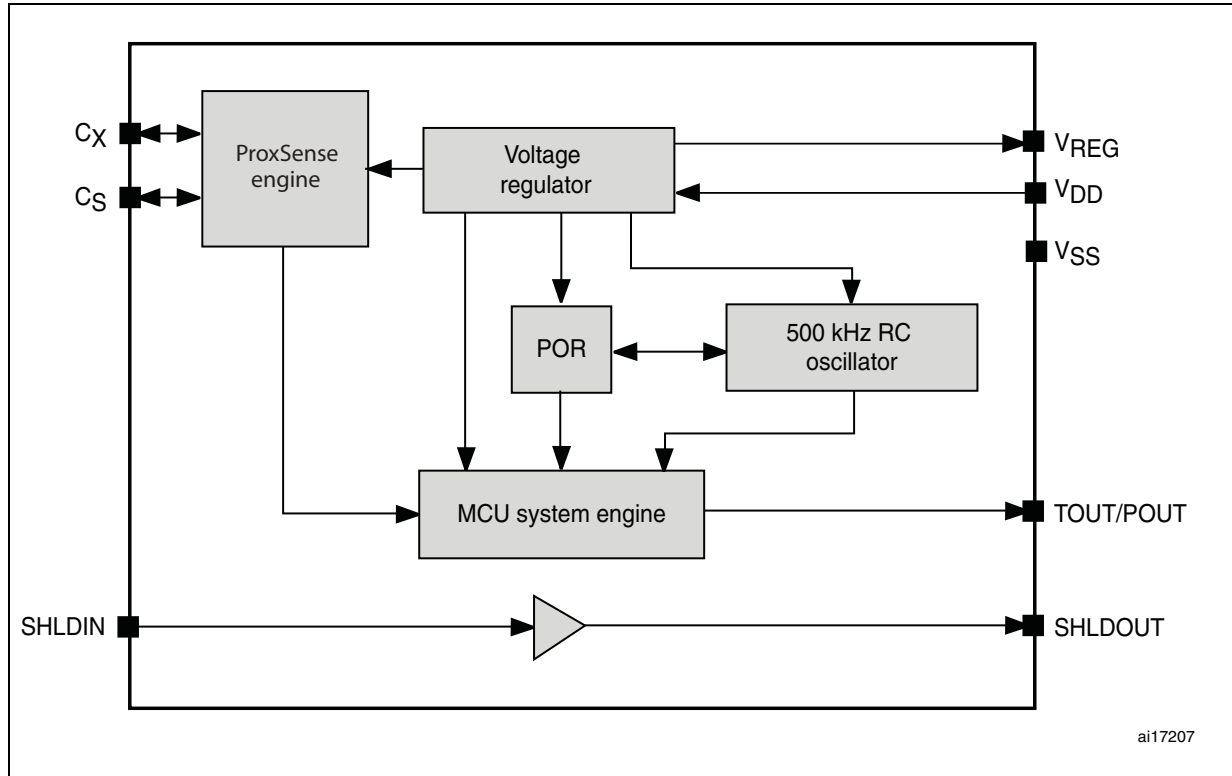 CX
CS
ProxSense
engine
Voltage
regulator
VREG
VDD
VSS
POR
500 kHz RC
oscillator
MCU system engine
TOUT/POUT
SHLDIN
SHLDOUT
ai17207